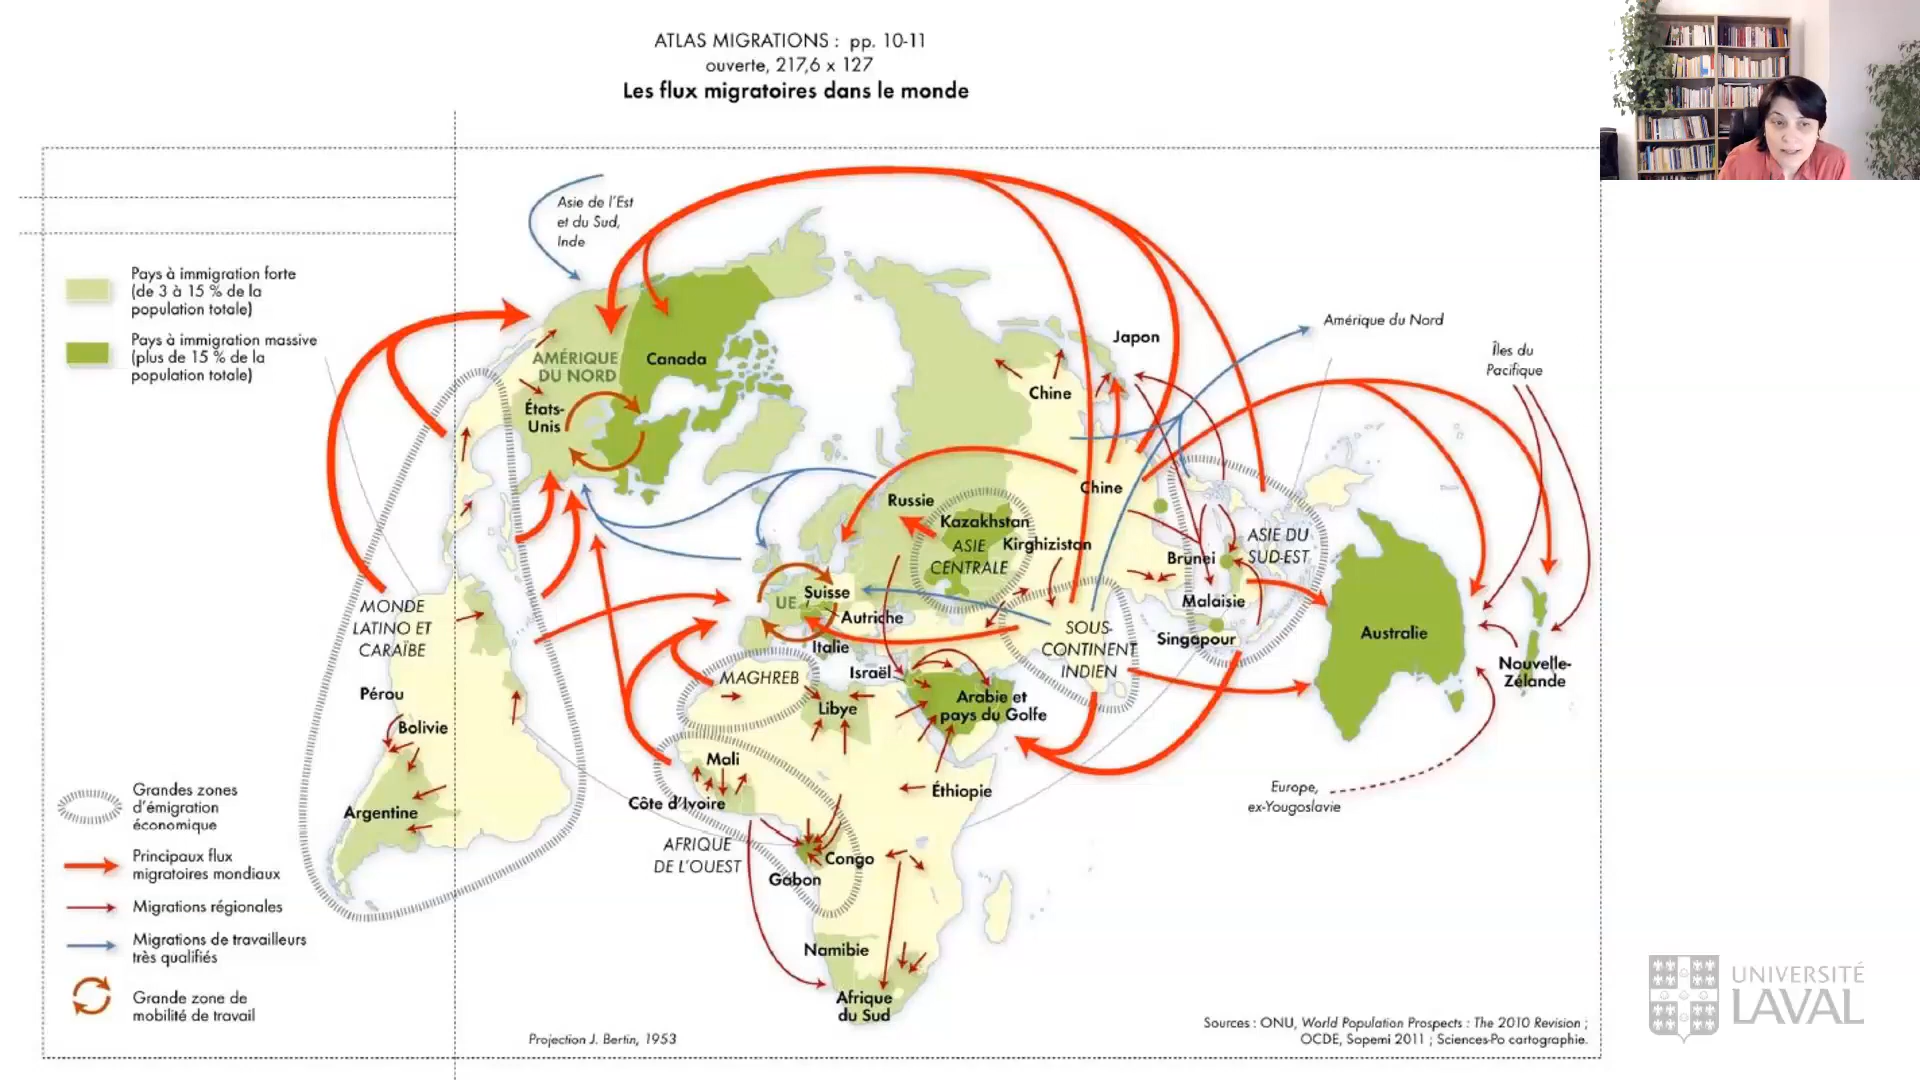 ATLAS MIGRATIONS : pp. 10-11
ouverte, 217,6 x 127
Les flux migratoires dans le monde
Asie de l'Est
et du Sud,
Inde
Pays à immigration forte
(de 3 à 15 % de la
population totale)
Pays à immigration massive
(plus de 15 % de la
population totale)
AMÉRIQUE
DU NORD
Canada
États-
Unis
Japon
Chine
Amérique du Nord
Îles du
Pacifique
Chine
Russie
Kazakhstan
ASIE
CENTRALE
Kirghizistan
Brunei
ASIE DU
SUD-EST
Malaisie
Singapour
Suisse
UE
Autriche
Italie
Israël
SOUS-
CONTINENT
INDIEN
Australie
Nouvelle-
Zélande
MONDE
LATINO ET
CARAÏBE
MAGHREB
Libye
Arabie et
pays du Golfe
Pérou
Bolivie
Argentine
Mali
Côte d'Ivoire
Éthiopie
AFRIQUE
DE L'OUEST
Congo
Gabon
Namibie
Afrique
du Sud
Europe,
ex-Yougoslavie
Grandes zones
d'émigration
économique
Principaux flux
migratoires mondiaux
Migrations régionales
Migrations de travailleurs
très qualifiés
Grande zone de
mobilité de travail
Projection J. Bertin, 1953
Sources : ONU, World Population Prospects : The 2010 Revision ;
OCDE, Sopemi 2011 ; Sciences-Po cartographie.
UNIVERSITÉ
LAVAL